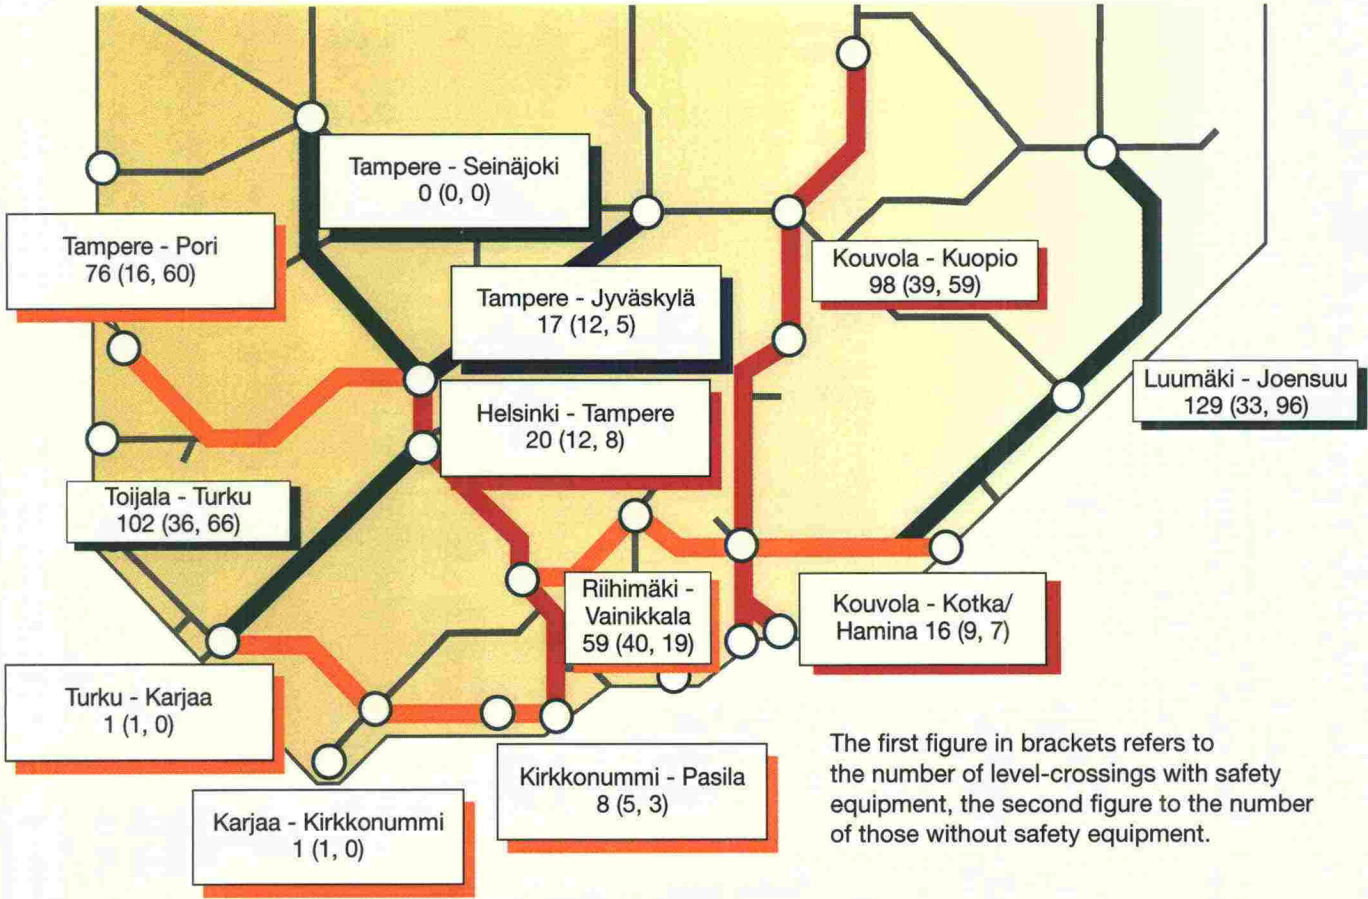 Tampere - Seinäjoki
0 (0, 0)
Tampere - Pori
76 (16, 60)
Kouvola - Kuopio
98 (39, 59)
Tampere - Jyväskylä
17 (12, 5)
Luumäki - Joensuu
129 (33, 96)
Helsinki - Tampere
20 (12, 8)
Toijala - Turku
102 (36, 66)
Riihimäki -
Vainikkala
59 (40, 19)
Kouvola - Kotka/
Hamina 16 (9, 7)
Turku - Karjaa
1 (1, 0)
Kirkkonummi - Pasila
8 (5, 3)
Karjaa - Kirkkonummi
1 (1, 0)
The first figure in brackets refers to
the number of level-crossings with safety
equipment, the second figure to the number
of those without safety equipment.